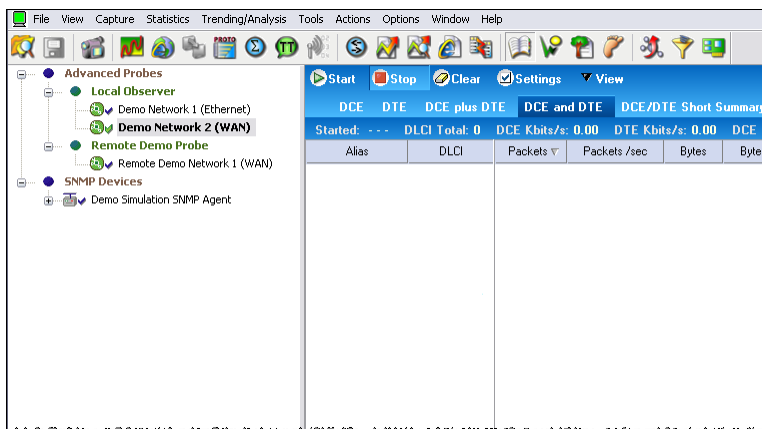 File View Capture Statistics Trending/Analysis Tools Actions Options Window Help
PROTO
TT
Advanced Probes
Local Observer
Demo Network 1 (Ethernet)
Demo Network 2 (WAN)
Remote Demo Probe
Remote Demo Network 1 (WAN)
SNMP Devices
Demo Simulation SNMP Agent
Start Stop Clear Settings View
DCE DTE DCE plus DTE DCE and DTE DCE/DTE Short Summary
Started: - - - DLCI Total: 0 DCE Kbits/s: 0.00 DTE Kbits/s: 0.00 DCE
Alias DLCI Packets Packets /sec Bytes Byte